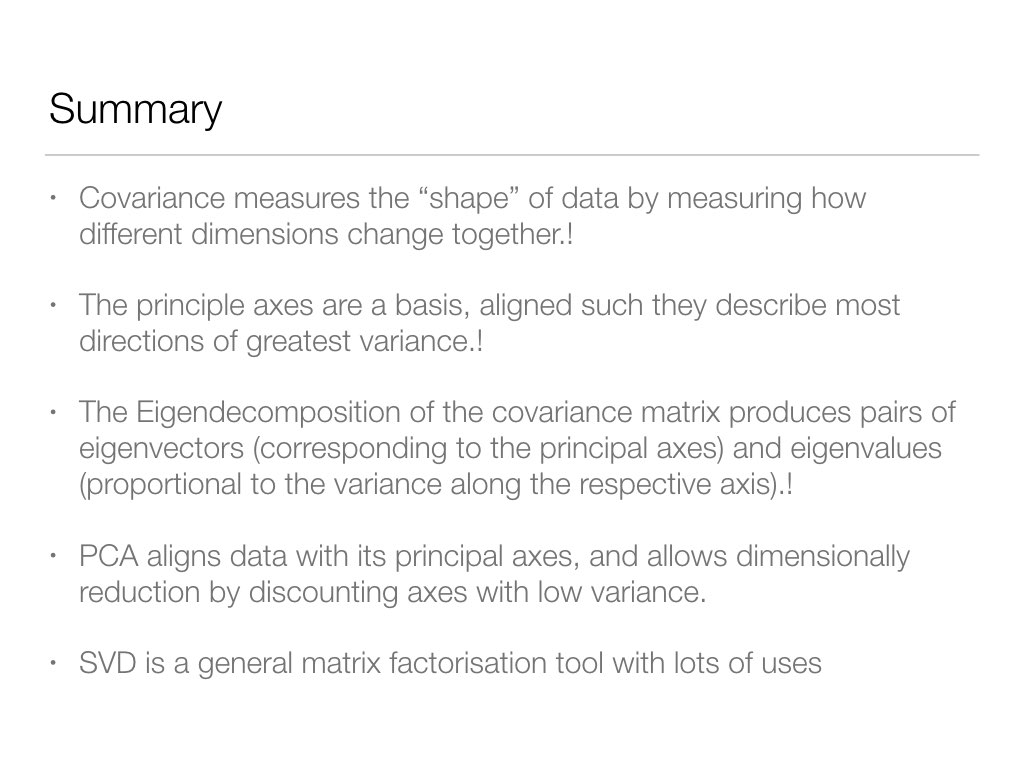 Summary
• Covariance measures the “shape” of data by measuring how
different dimensions change together.!
• The principle axes are a basis, aligned such they describe most
directions of greatest variance.!
• The Eigendecomposition of the covariance matrix produces pairs of
eigenvectors (corresponding to the principal axes) and eigenvalues
(proportional to the variance along the respective axis).!
• PCA aligns data with its principal axes, and allows dimensionally
reduction by discounting axes with low variance.
• SVD is a general matrix factorisation tool with lots of uses